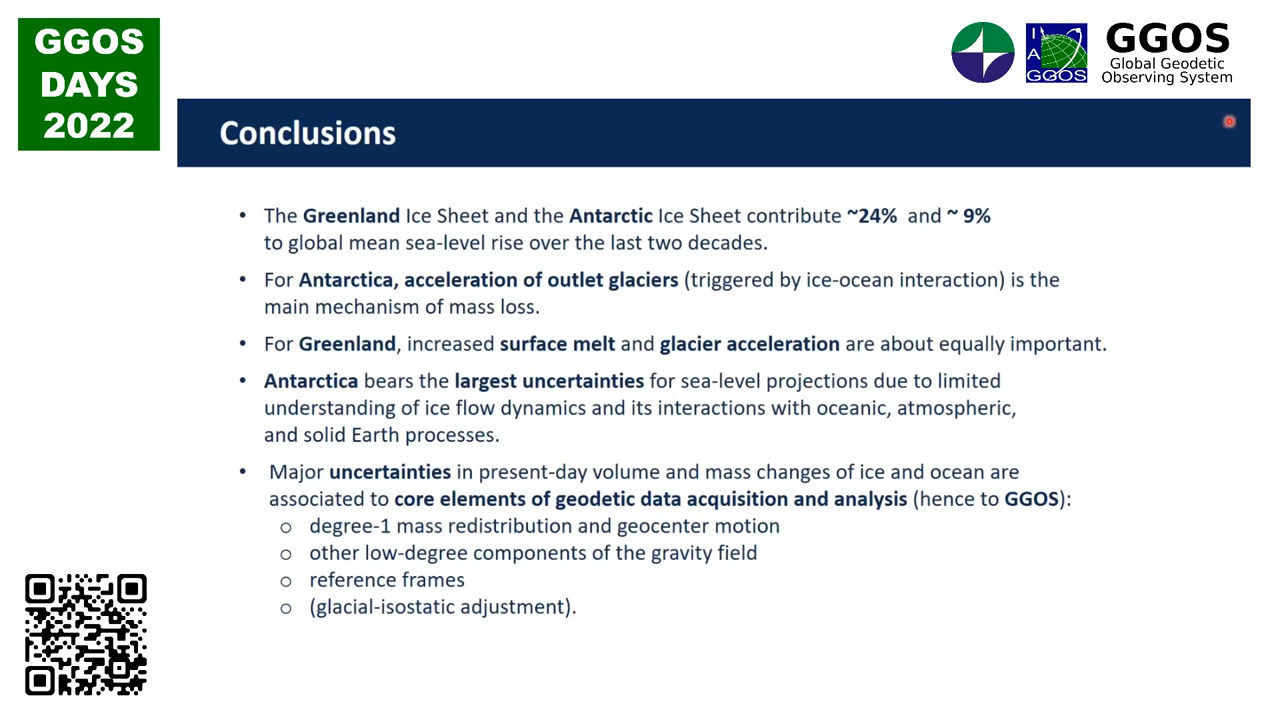 GGOS
DAYS
2022
I
A
GGOS
GGOS
Global Geodetic
Observing System
Conclusions
• The Greenland Ice Sheet and the Antarctic Ice Sheet contribute ~24% and ~ 9%
to global mean sea-level rise over the last two decades.
• For Antarctica, acceleration of outlet glaciers (triggered by ice-ocean interaction) is the
main mechanism of mass loss.
• For Greenland, increased surface melt and glacier acceleration are about equally important.
• Antarctica bears the largest uncertainties for sea-level projections due to limited
understanding of ice flow dynamics and its interactions with oceanic, atmospheric,
and solid Earth processes.
• Major uncertainties in present-day volume and mass changes of ice and ocean are
associated to core elements of geodetic data acquisition and analysis (hence to GGOS):
o degree-1 mass redistribution and geocenter motion
o other low-degree components of the gravity field
o reference frames
o (glacial-isostatic adjustment).